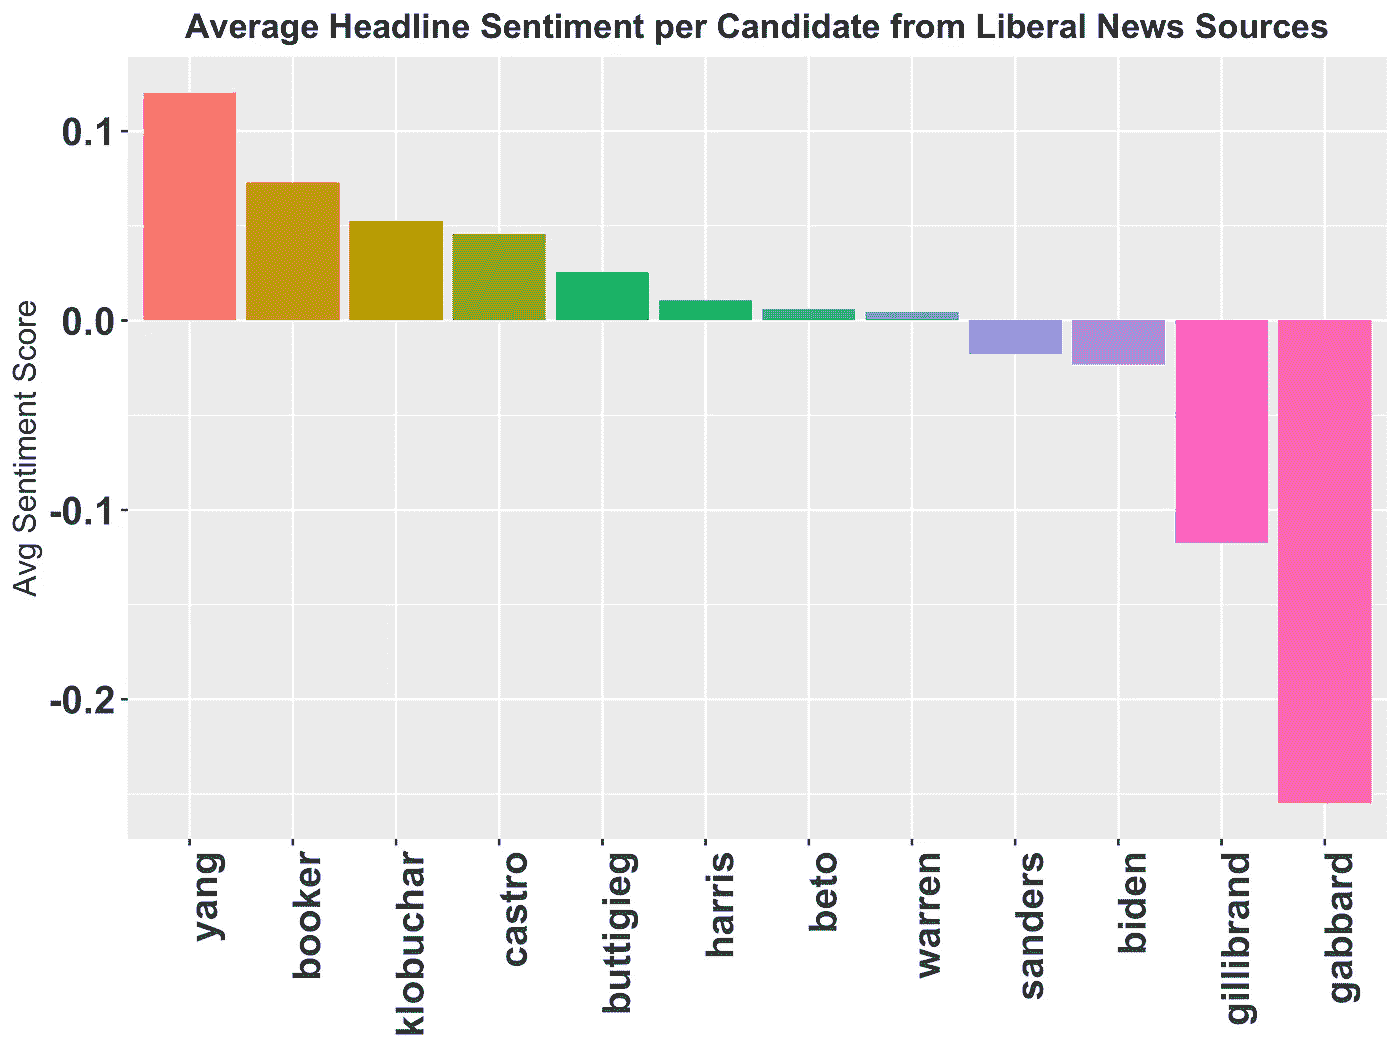 Average Headline Sentiment per Candidate from Liberal News Sources
Avg Sentiment Score
0.1
0.0
-0.1
-0.2
yang
booker
klobuchar
castro
buttigieg
harris
beto
warren
sanders
biden
gillibrand
gabbard